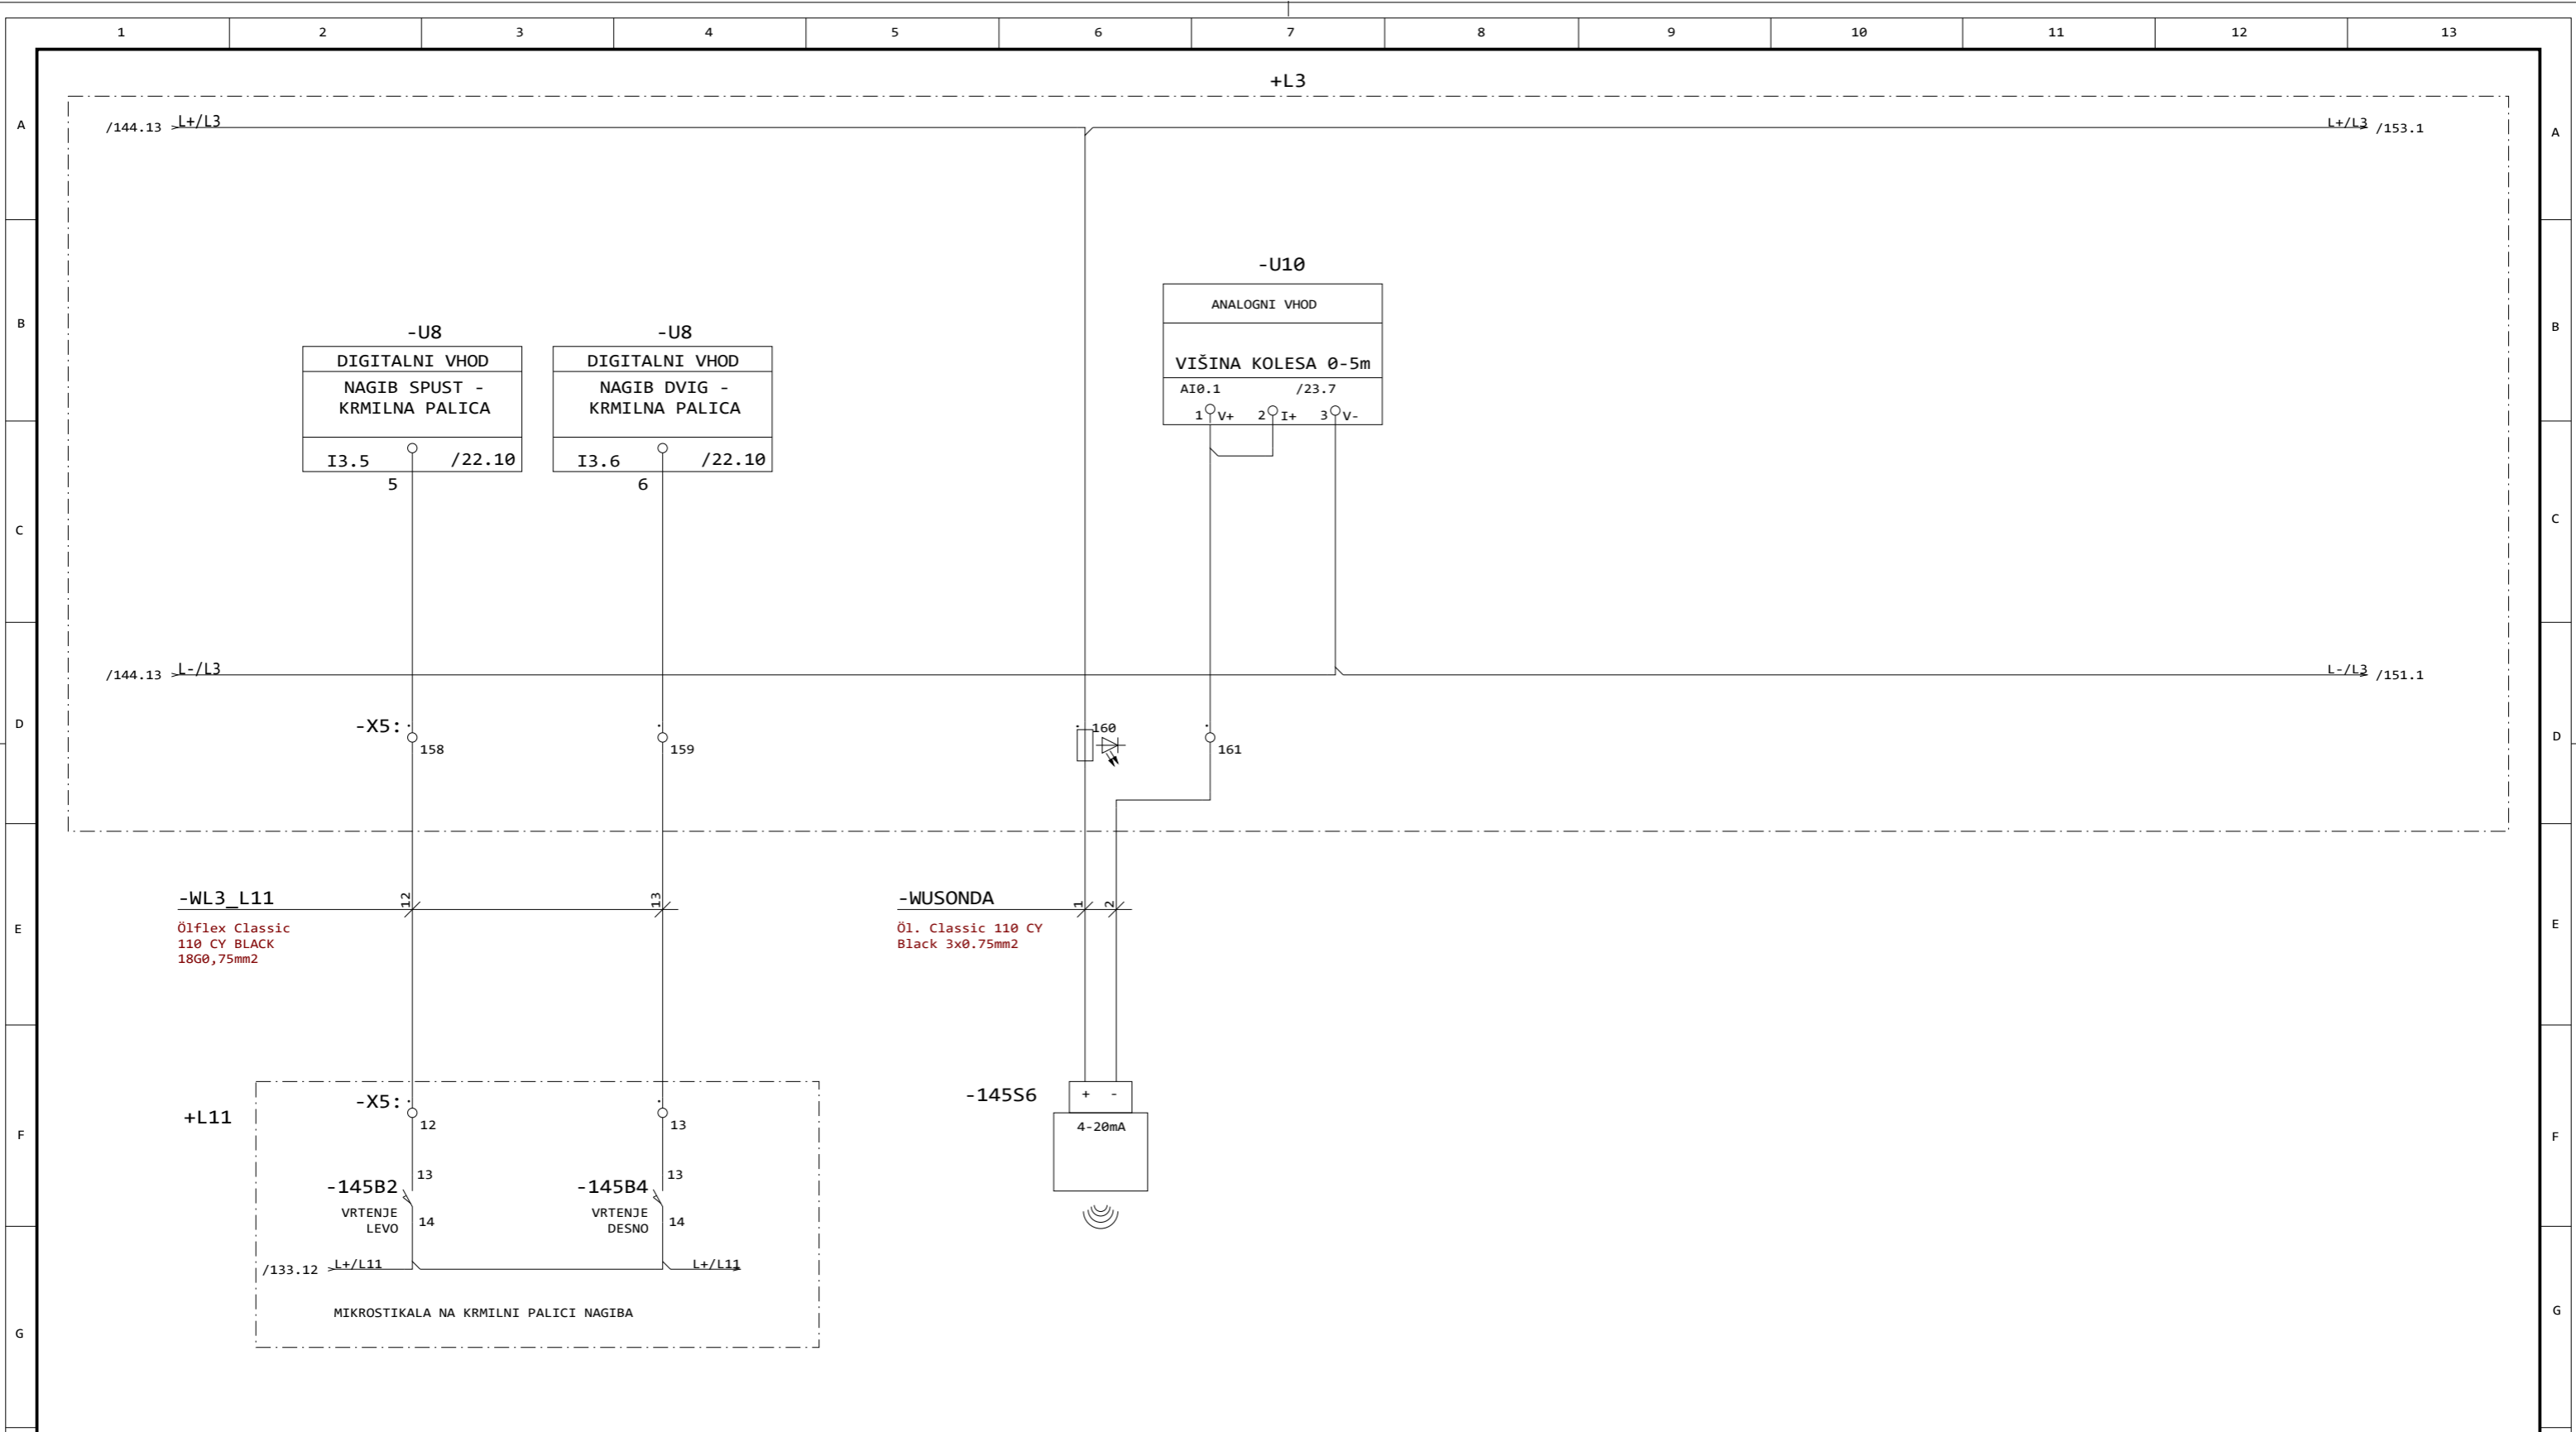 1 2 3 4 5 6 7 8 9 10 11 12 13
+L3
A
/144.13 L+/L3
L+/L3 /153.1
A
-U10
ANALOGNI VHOD
B
B
-U8
-U8
DIGITALNI VHOD
NAGIB SPUST -
KRMILNA PALICA
I3.5 /22.10
5
DIGITALNI VHOD
NAGIB DVIG -
KRMILNA PALICA
I3.6 /22.10
6
VIŠINA KOLESA 0-5m
AI0.1 /23.7
1 V+ 2 I+ 3 V-
C
C
/144.13 L-/L3
L-/L3 /151.1
D
-X5:
158
159
160
161
D
-WL3_L11
12
13
Ölflex Classic
110 CY BLACK
18G0,75mm2
-WUSONDA
1
2
Öl. Classic 110 CY
Black 3x0.75mm2
E
E
+L11
-X5:
12
13
-145S6
+ -
4-20mA
F
F
13
-145B2
VRTENJE
LEVO
14
13
-145B4
VRTENJE
DESNO
14
/133.12 L+/L11
L+/L11
MIKROSTIKALA NA KRMILNI PALICI NAGIBA
G
G